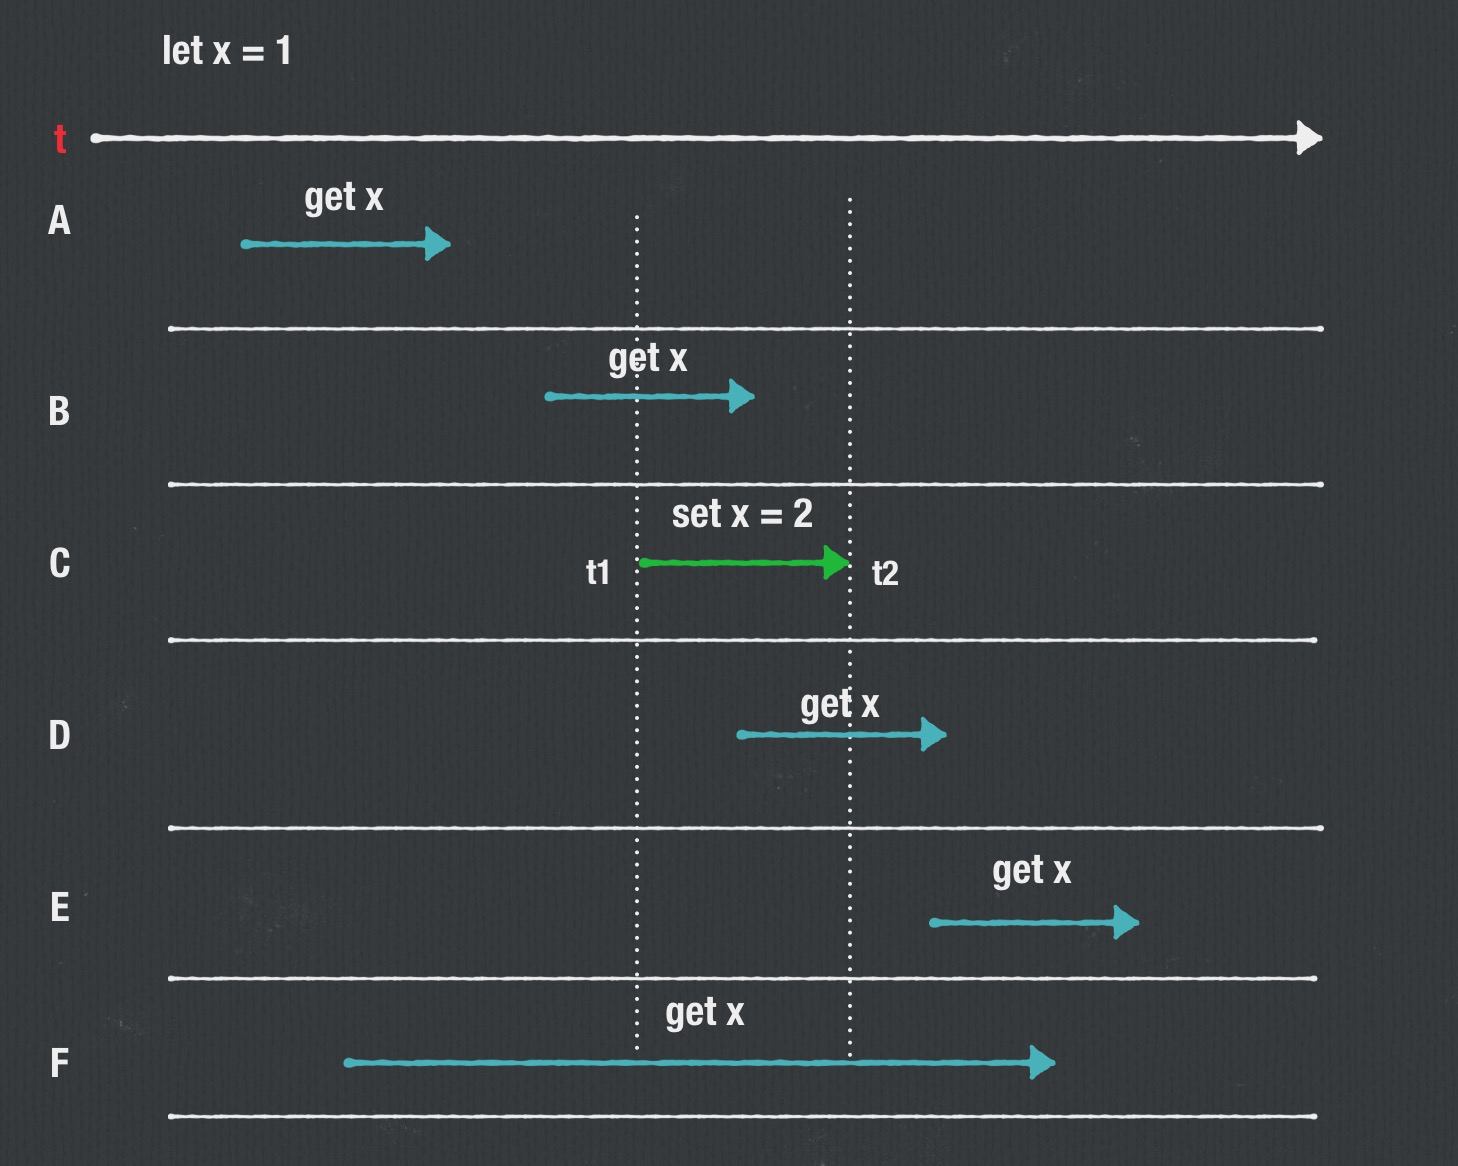 let x = 1
t
A
get x
B
get x
C
set x = 2
t1
t2
D
get x
E
get x
F
get x